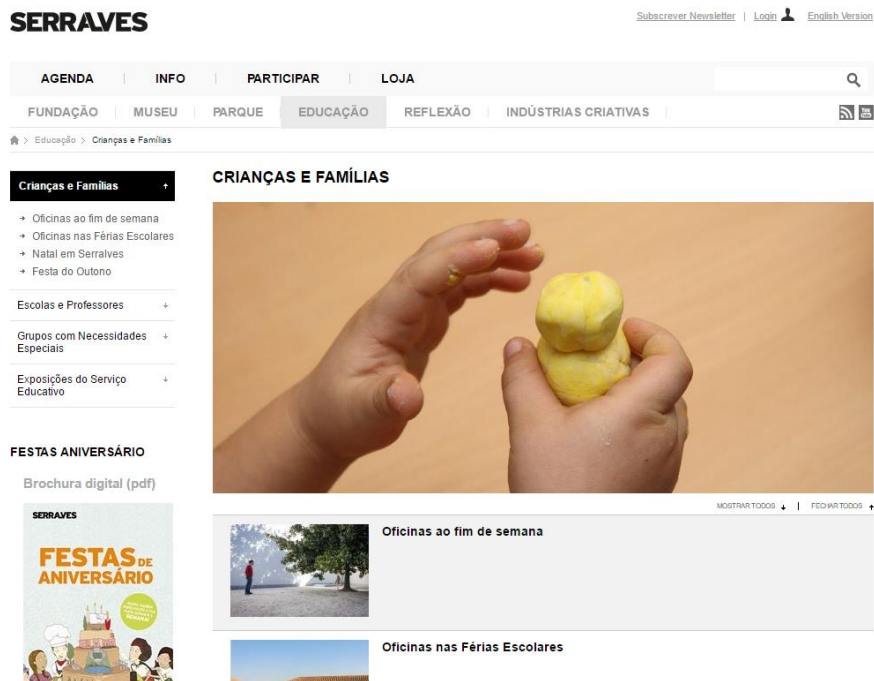 SERRALVES
Subscrever Newsletter | Login English Version
AGENDA | INFO | PARTICIPAR | LOJA
FUNDAÇÃO | MUSEU | PARQUE | EDUCAÇÃO | REFLEXÃO | INDÚSTRIAS CRIATIVAS |
> Educação > Crianças e Famílias
Crianças e Famílias
Oficinas ao fim de semana
Oficinas nas Férias Escolares
Natal em Serralves
Festa do Outono
Escolas e Professores
Grupos com Necessidades
Especiais
Exposições do Serviço
Educativo
FESTAS ANIVERSÁRIO
Brochura digital (pdf)
SERRALVES
FESTAS DE
ANIVERSÁRIO
CRIANÇAS E FAMÍLIAS
MOSTRAR TODOS | FECHAR TODOS
Oficinas ao fim de semana
Oficinas nas Férias Escolares